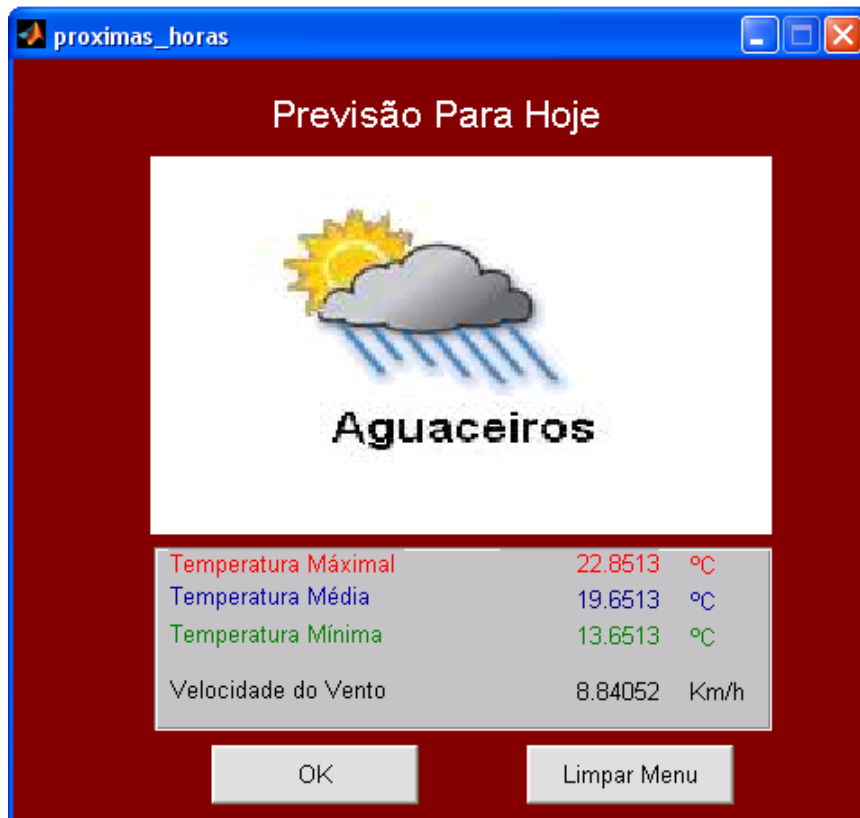 proximas_horas
Previsão Para Hoje
Aguaceiros
Temperatura Máximal 22.8513 ºC
Temperatura Média 19.6513 ºC
Temperatura Mínima 13.6513 ºC
Velocidade do Vento 8.84052 Km/h
OK Limpar Menu